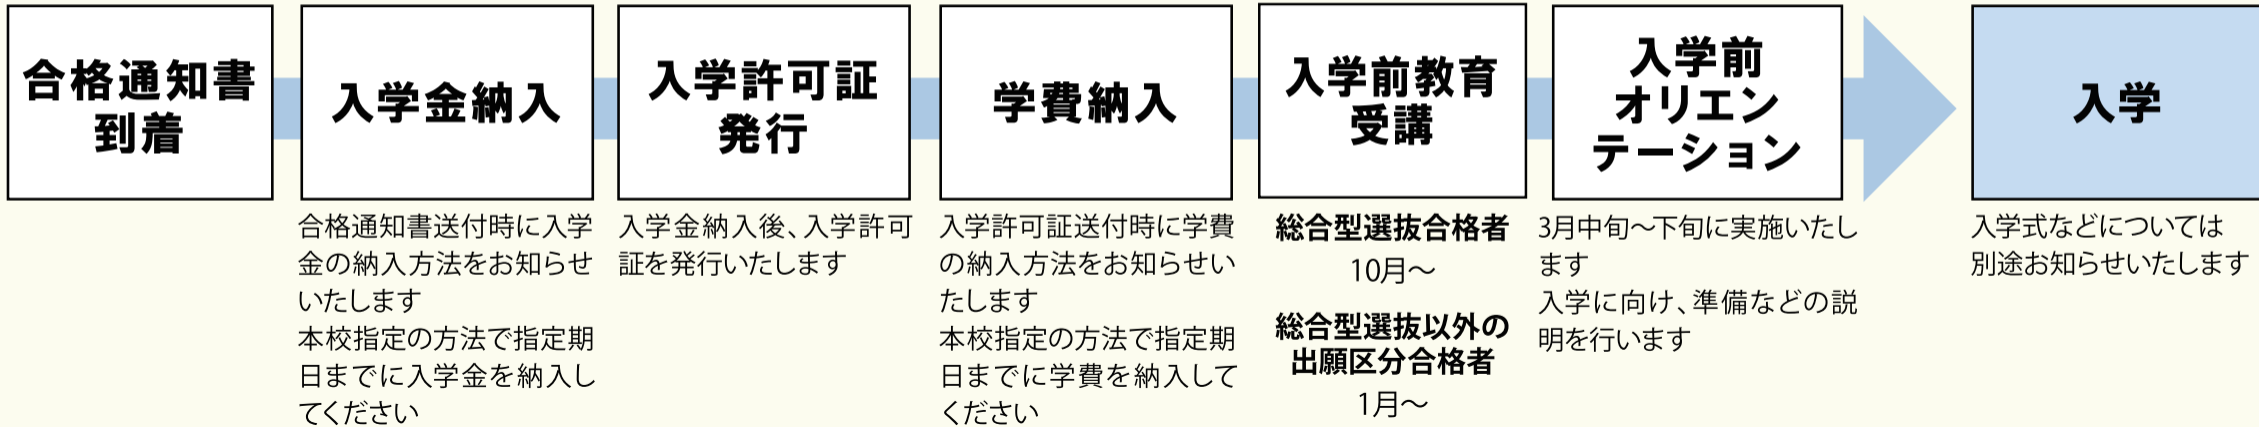 合格通知書
到着
入学金納入
合格通知書送付時に入学
金の納入方法をお知らせ
いたします
本校指定の方法で指定期
日までに入学金を納入し
てください
入学許可証
発行
入学金納入後、入学許可
証を発行いたします
学費納入
入学許可証送付時に学費
の納入方法をお知らせい
たします
本校指定の方法で指定期
日までに学費を納入して
ください
入学前教育
受講
総合型選抜合格者
10月〜
総合型選抜以外の
出願区分合格者
1月〜
入学前
オリエン
テーション
3月中旬〜下旬に実施いたし
ます
入学に向け、準備などの説
明を行います
入学
入学式などについては
別途お知らせいたします